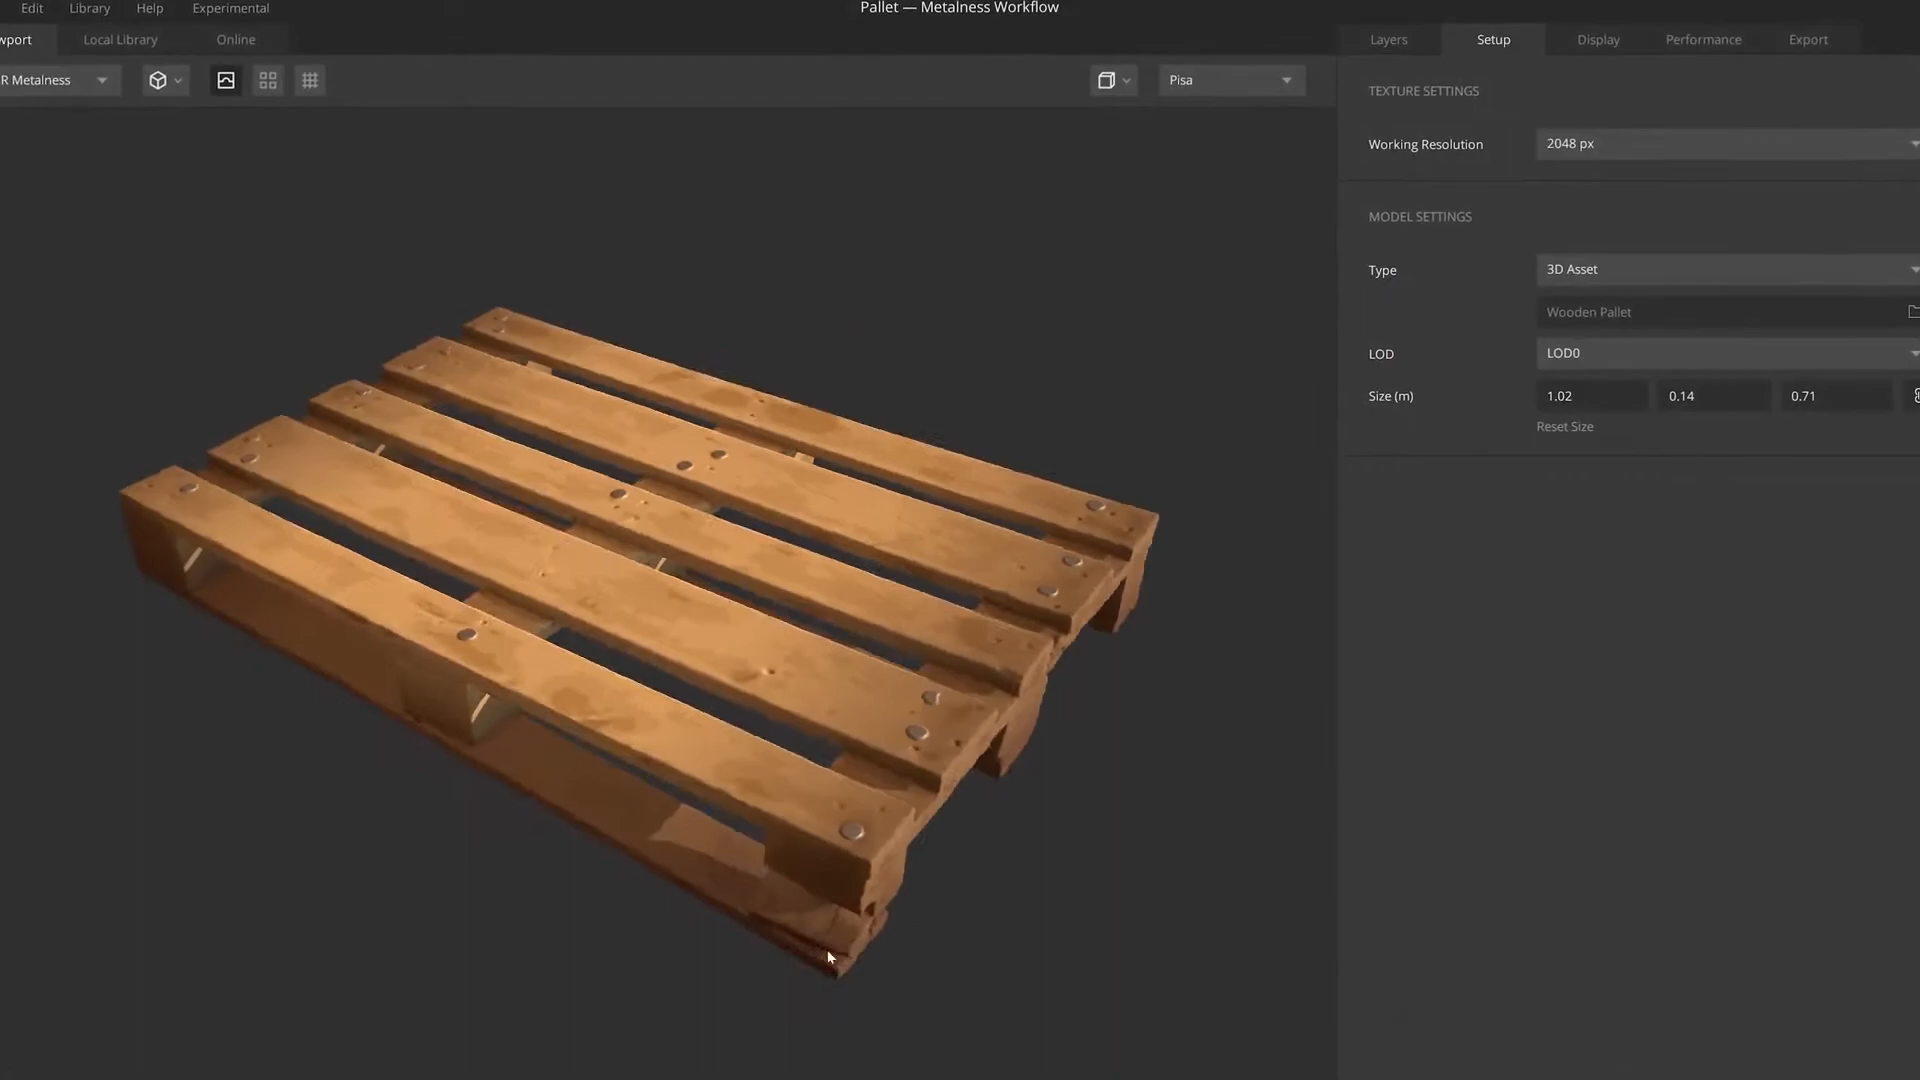 Edit Library Help Experimental Pallet — Metalness Workflow
wport Local Library Online Layers Setup Display Performance Export
R Metalness Pisa
TEXTURE SETTINGS
Working Resolution 2048 px
MODEL SETTINGS
Type 3D Asset
Wooden Pallet
LOD LOD0
Size (m) 1.02 0.14 0.71
Reset Size